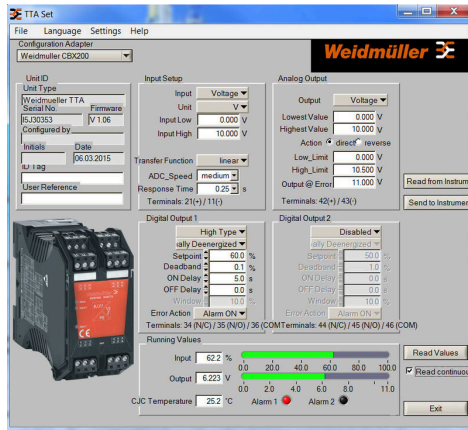 TTA Set
File Language Settings Help
Configuration Adapter
Weidmuller CBX200
Weidmüller
Unit ID
Unit Type
Weidmueller TTA
Serial No. Firmware
I5J30353 V 1.06
Configured by
Initials Date
06.03.2015
ID Tag
User Reference
Input Setup
Input Voltage
Unit V
Input Low 0.000 V
Input High 10.000 V
Transfer Function linear
ADC_Speed medium
Response Time 0.25 s
Terminals: 21(+) / 11(-)
Analog Output
Output Voltage
Lowest Value 0.000 V
Highest Value 10.000 V
Action direct reverse
Low_Limit 0.000 V
High_Limit 10.500 V
Output @ Error 11.000 V
Terminals: 42(+) / 43(-)
Read from Instrum
Send to Instrumen
Digital Output 1
High Type
ally Deenergized
Setpoint 60.0 %
Deadband 0.1 %
ON Delay 5.0 s
OFF Delay 0.0 s
Window 10.0 %
Error Action Alarm ON
Terminals: 34 (N/C) / 35 (N/O) / 36 (COM
Digital Output 2
Disabled
ally Deenergized
Setpoint 50.0 %
Deadband 1.0 %
ON Delay 0.0 s
OFF Delay 0.0 s
Window 10.0 %
Error Action Alarm ON
Terminals: 44 (N/C) / 45 (N/O) / 46 (COM)
Running Values
Input 62.2 %
0.0 20.0 40.0 60.0 80.0 100.0
Output 6.223 V
0.0 2.0 4.0 6.0 8.0 11.0
CJC Temperature 25.2 °C Alarm 1 Alarm 2
Read Values
Read continuou
Exit